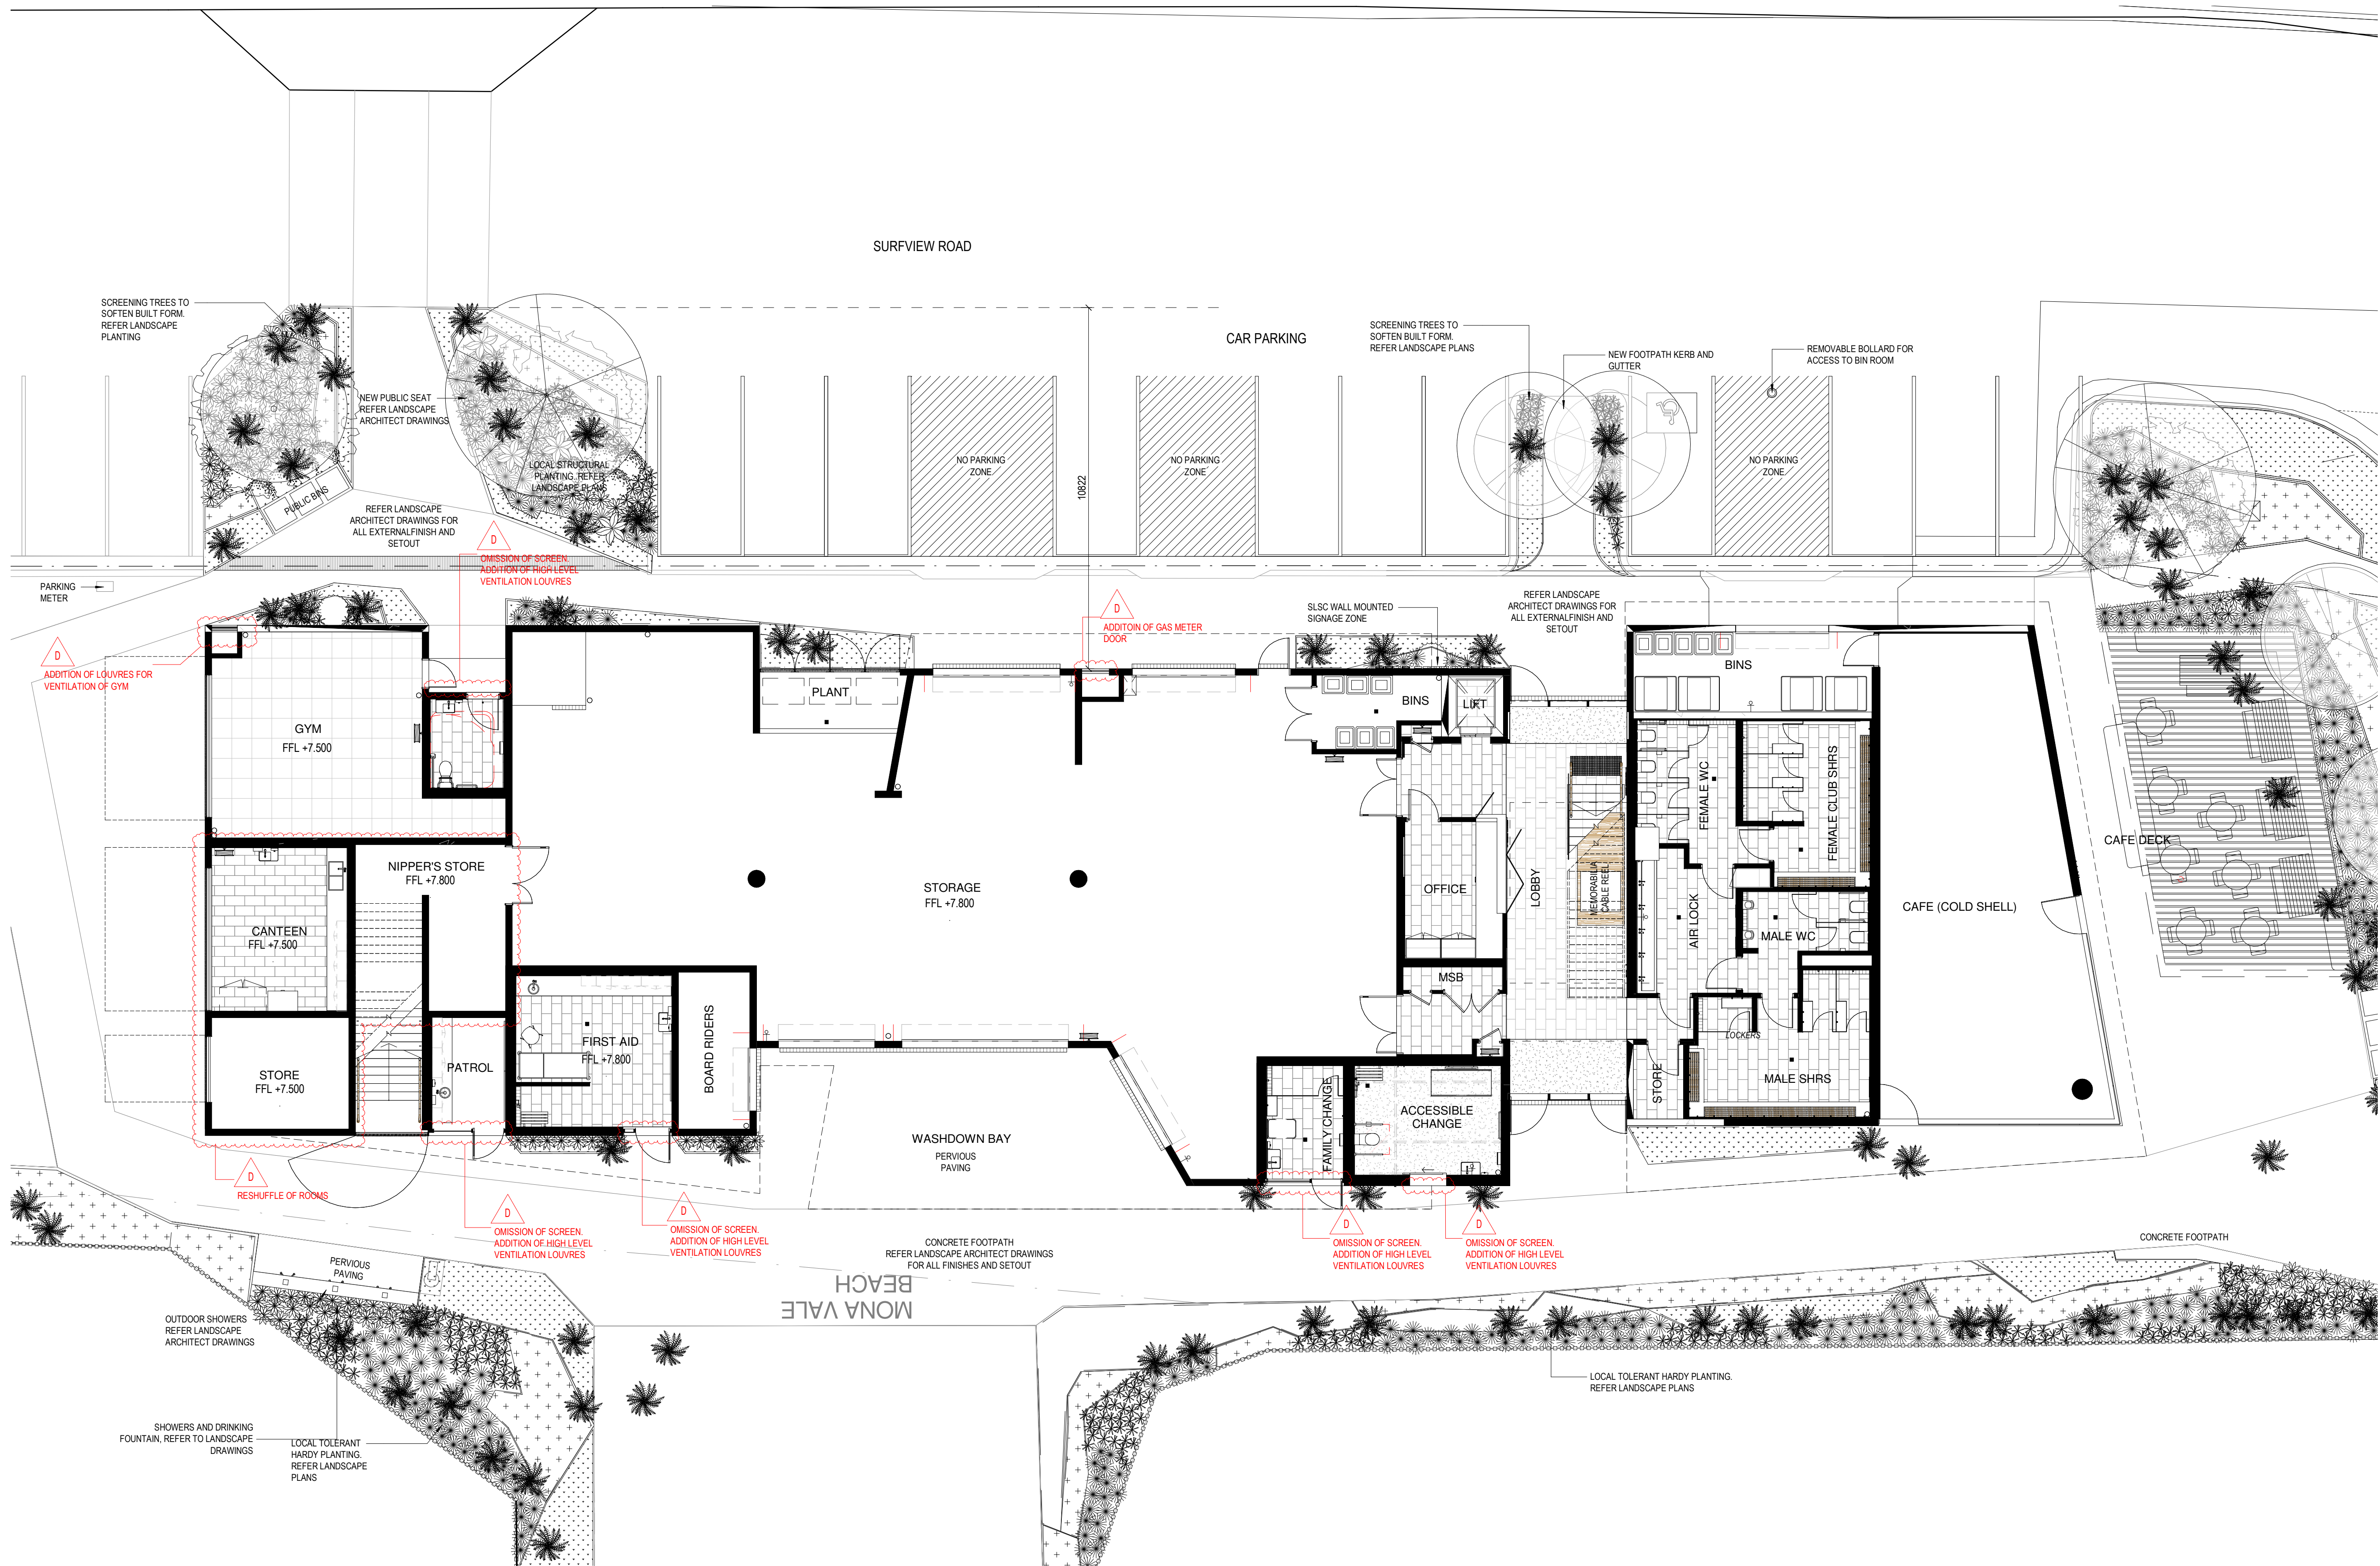 SURFVIEW ROAD
SCREENING TREES TO
SOFTEN BUILT FORM.
REFER LANDSCAPE
PLANTING
CAR PARKING
SCREENING TREES TO
SOFTEN BUILT FORM.
REFER LANDSCAPE PLANS
NEW FOOTPATH KERB AND
GUTTER
REMOVABLE BOLLARD FOR
ACCESS TO BIN ROOM
NEW PUBLIC SEAT
REFER LANDSCAPE
ARCHITECT DRAWINGS
LOCAL STRUCTURAL
PLANTING. REFER
LANDSCAPE PLANS
NO PARKING
ZONE
NO PARKING
ZONE
NO PARKING
ZONE
10822
PUBLIC BINS
REFER LANDSCAPE
ARCHITECT DRAWINGS FOR
ALL EXTERNALFINISH AND
SETOUT
D
OMISSION OF SCREEN.
ADDITION OF HIGH LEVEL
VENTILATION LOUVRES
PARKING
METER
D
ADDITION OF LOUVRES FOR
VENTILATION OF GYM
D
ADDITOIN OF GAS METER
DOOR
SLSC WALL MOUNTED
SIGNAGE ZONE
REFER LANDSCAPE
ARCHITECT DRAWINGS FOR
ALL EXTERNALFINISH AND
SETOUT
GYM
FFL +7.500
PLANT
BINS
LIFT
BINS
FEMALE WC
FEMALE CLUB SHRS
CAFE DECK
NIPPER'S STORE
FFL +7.800
STORAGE
FFL +7.800
OFFICE
LOBBY
MEMORABILIA
CABLE REEL
AIR LOCK
MALE WC
CAFE (COLD SHELL)
CANTEEN
FFL +7.500
MSB
STORE
FFL +7.500
PATROL
FIRST AID
FFL +7.800
BOARD RIDERS
LOCKERS
MALE SHRS
STORE
FAMILY CHANGE
ACCESSIBLE
CHANGE
WASHDOWN BAY
PERVIOUS
PAVING
D
RESHUFFLE OF ROOMS
D
OMISSION OF SCREEN.
ADDITION OF HIGH LEVEL
VENTILATION LOUVRES
D
OMISSION OF SCREEN.
ADDITION OF HIGH LEVEL
VENTILATION LOUVRES
D
OMISSION OF SCREEN.
ADDITION OF HIGH LEVEL
VENTILATION LOUVRES
D
OMISSION OF SCREEN.
ADDITION OF HIGH LEVEL
VENTILATION LOUVRES
CONCRETE FOOTPATH
REFER LANDSCAPE ARCHITECT DRAWINGS
FOR ALL FINISHES AND SETOUT
CONCRETE FOOTPATH
PERVIOUS
PAVING
MONA VALE
BEACH
OUTDOOR SHOWERS
REFER LANDSCAPE
ARCHITECT DRAWINGS
LOCAL TOLERANT HARDY PLANTING.
REFER LANDSCAPE PLANS
SHOWERS AND DRINKING
FOUNTAIN, REFER TO LANDSCAPE
DRAWINGS
LOCAL TOLERANT
HARDY PLANTING.
REFER LANDSCAPE
PLANS